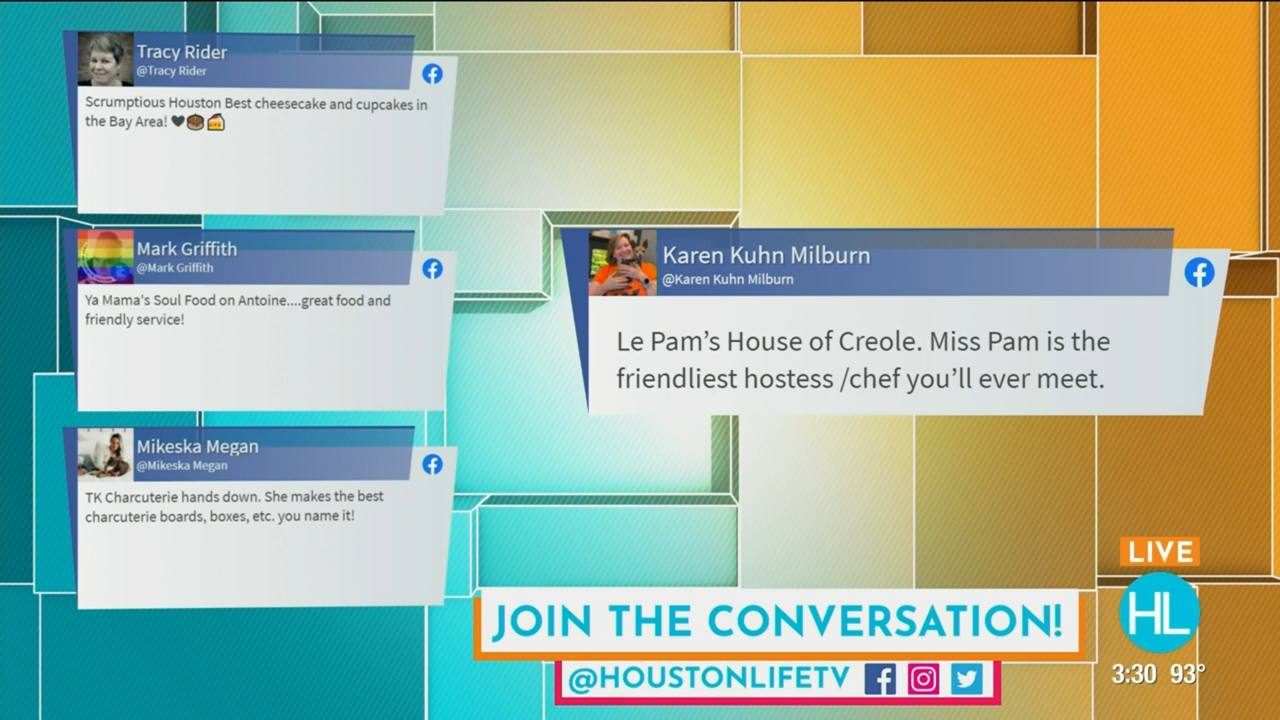 Tracy Rider
@Tracy Rider
Scrumptious Houston Best cheesecake and cupcakes in
the Bay Area! 🖤🥞🍰
Mark Griffith
@Mark Griffith
Ya Mama's Soul Food on Antoine....great food and
friendly service!
Mikeska Megan
@Mikeska Megan
TK Charcuterie hands down. She makes the best
charcuterie boards, boxes, etc. you name it!
Karen Kuhn Milburn
@Karen Kuhn Milburn
Le Pam’s House of Creole. Miss Pam is the
friendliest hostess /chef you’ll ever meet.
JOIN THE CONVERSATION!
@HOUSTONLIFETV
LIVE
HL
3:30 93°